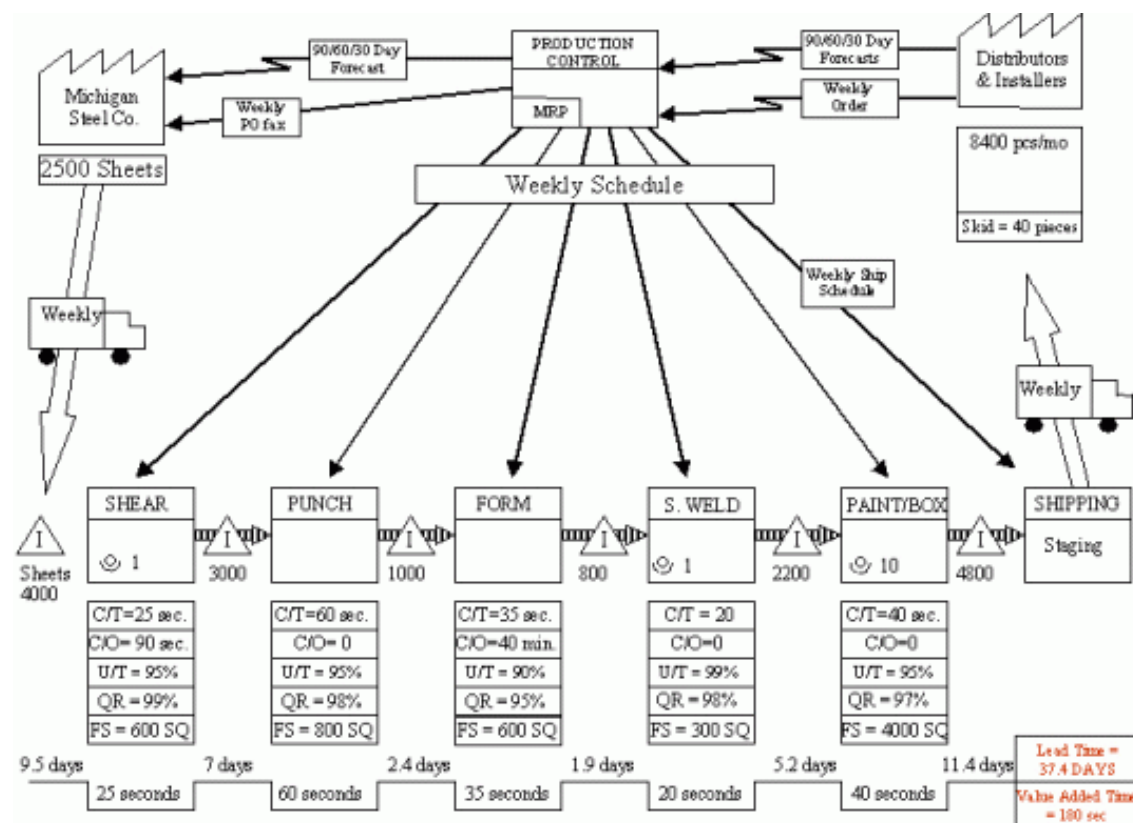 Michigan
Steel Co.
2500 Sheets
90/60/30 Day
Forecast
Weekly
PO fax
PRODUCTION
CONTROL
MRP
90/60/30 Day
Forecasts
Weekly
Order
Distributors
& Installers
8400 pcs/mo
Skid = 40 pieces
Weekly Schedule
Weekly Ship
Schedule
Weekly
Weekly
I
Sheets
4000
SHEAR
1
I
3000
PUNCH
I
1000
FORM
I
800
S. WELD
1
I
2200
PAINT/BOX
10
I
4800
SHIPPING
Staging
C/T=25 sec.
C/O= 90 sec.
U/T = 95%
QR = 99%
FS = 600 SQ
C/T=60 sec.
C/O= 0
U/T = 95%
QR = 98%
FS = 800 SQ
C/T=35 sec.
C/O=40 min.
U/T = 90%
QR = 95%
FS = 600 SQ
C/T = 20
C/O=0
U/T = 99%
QR = 98%
FS = 300 SQ
C/T=40 sec.
C/O=0
U/T = 95%
QR = 97%
FS = 4000 SQ
9.5 days
25 seconds
7 days
60 seconds
2.4 days
35 seconds
1.9 days
20 seconds
5.2 days
40 seconds
11.4 days
Lead Time =
37.4 DAYS
Value Added Time
= 180 sec